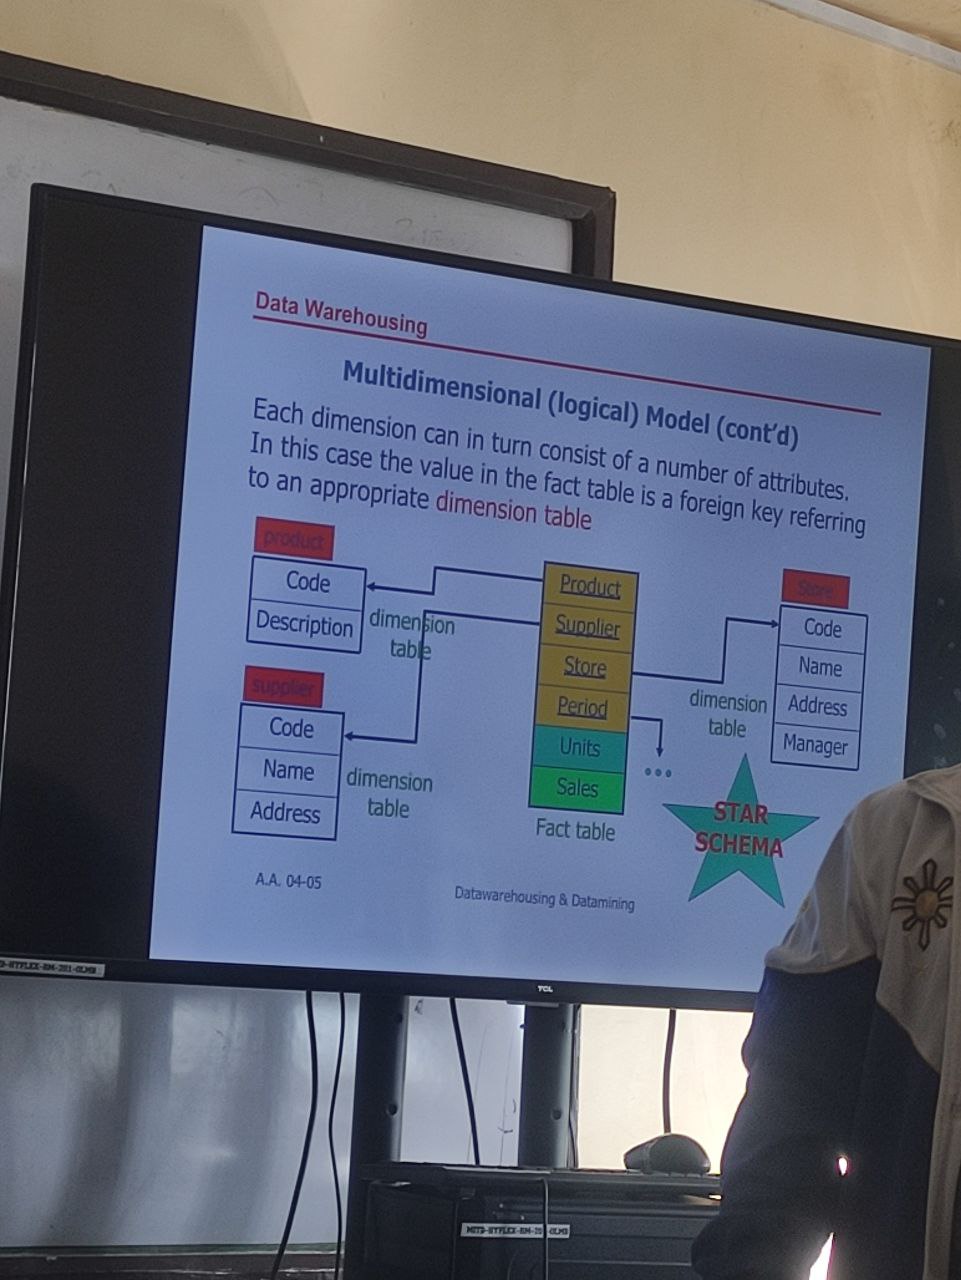 Data Warehousing
Multidimensional (logical) Model (cont'd)
Each dimension can in turn consist of a number of attributes.
In this case the value in the fact table is a foreign key referring
to an appropriate dimension table
product
Code
Description
dimension
table
supplier
Code
Name
Address
dimension
table
Product
Supplier
Store
Period
Units
Sales
Fact table
...
Store
Code
Name
Address
Manager
dimension
table
STAR
SCHEMA
A.A. 04-05
Datawarehousing & Datamining
TCL